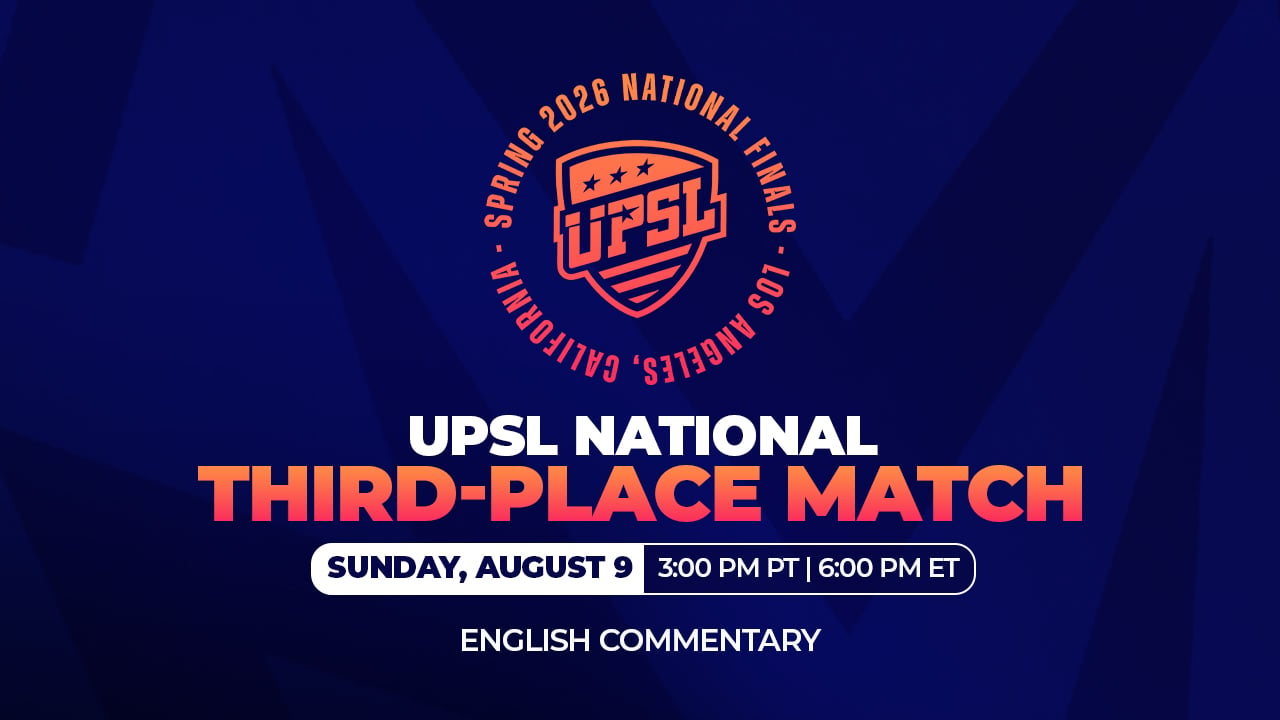 SPRING 2026 NATIONAL FINALS - LOS ANGELES, CALIFORNIA -
UPSL
UPSL NATIONAL
THIRD-PLACE MATCH
SUNDAY, AUGUST 9 3:00 PM PT | 6:00 PM ET
ENGLISH COMMENTARY